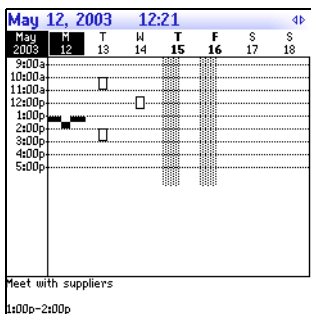 May 12, 2003 12:21
May M T W T F S S
2003 12 13 14 15 16 17 18
9:00a
10:00a
11:00a
12:00p
1:00p
2:00p
3:00p
4:00p
5:00p
Meet with suppliers
1:00p-2:00p